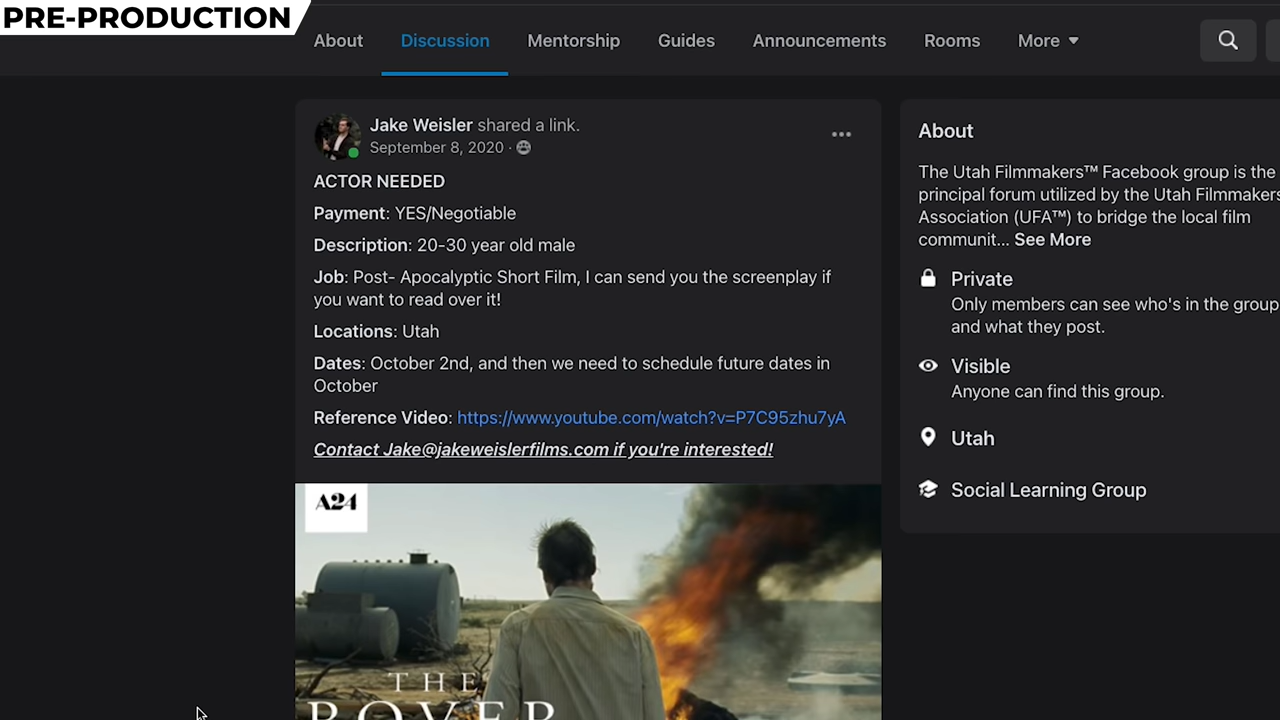 PRE-PRODUCTION
About Discussion Mentorship Guides Announcements Rooms More
Jake Weisler shared a link.
September 8, 2020 ·
ACTOR NEEDED
Payment: YES/Negotiable
Description: 20-30 year old male
Job: Post- Apocalyptic Short Film, I can send you the screenplay if
you want to read over it!
Locations: Utah
Dates: October 2nd, and then we need to schedule future dates in
October
Reference Video: https://www.youtube.com/watch?v=P7C95zhu7yA
Contact Jake@jakeweislerfilms.com if you're interested!
A24
THE
ROVER
About
The Utah Filmmakers™ Facebook group is the
principal forum utilized by the Utah Filmmakers
Association (UFA™) to bridge the local film
communit... See More
Private
Only members can see who's in the group
and what they post.
Visible
Anyone can find this group.
Utah
Social Learning Group